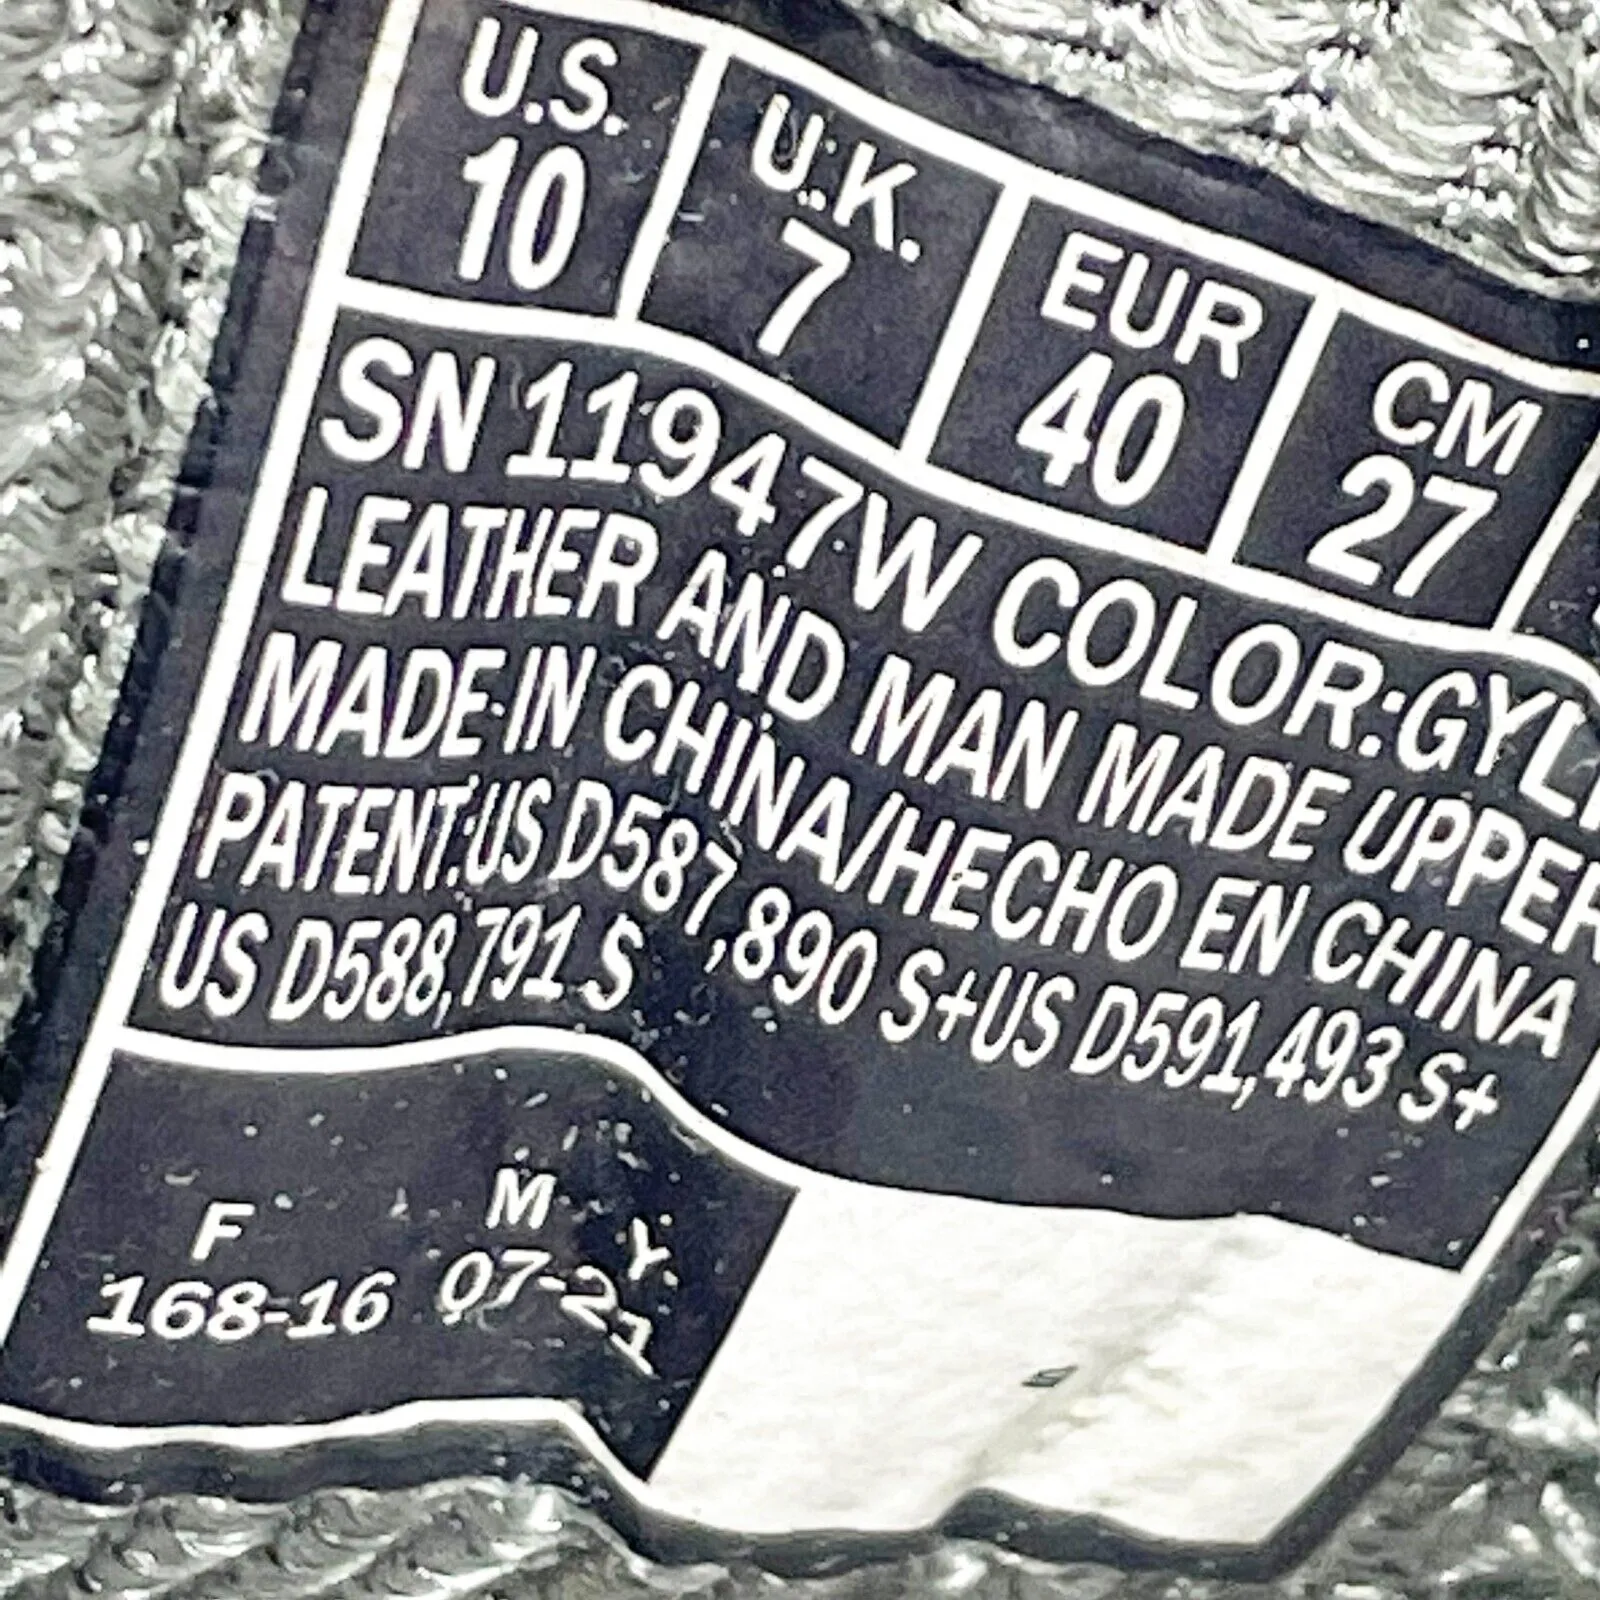 U.S. U.K. EUR CM
10 7 40 27
SN 11947W COLOR:GYL
LEATHER AND MAN MADE UPPER
MADE IN CHINA/HECHO EN CHINA
PATENT:US D587,890 S+US D591,493 S+
US D588,791 S
F M Y.
168-16 07-21